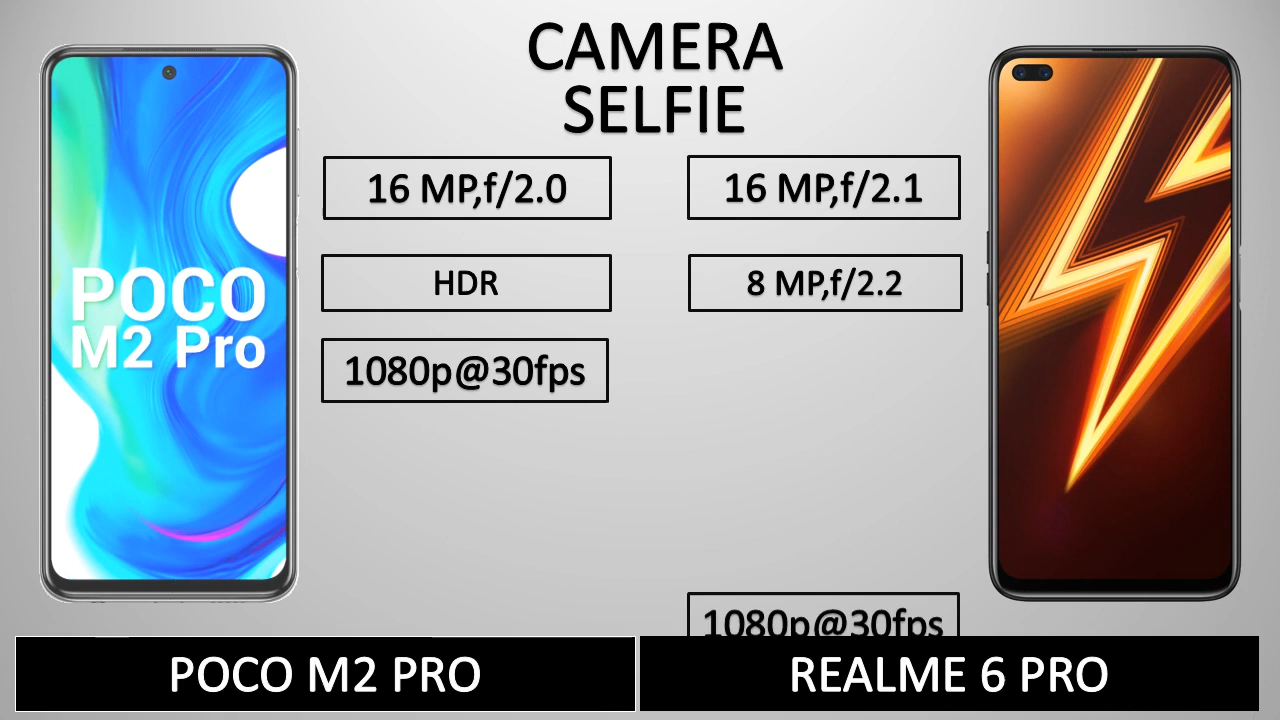 CAMERA
SELFIE
16 MP,f/2.0
16 MP,f/2.1
HDR
8 MP,f/2.2
1080p@30fps
POCO
M2 Pro
1080p@30fps
POCO M2 PRO
REALME 6 PRO